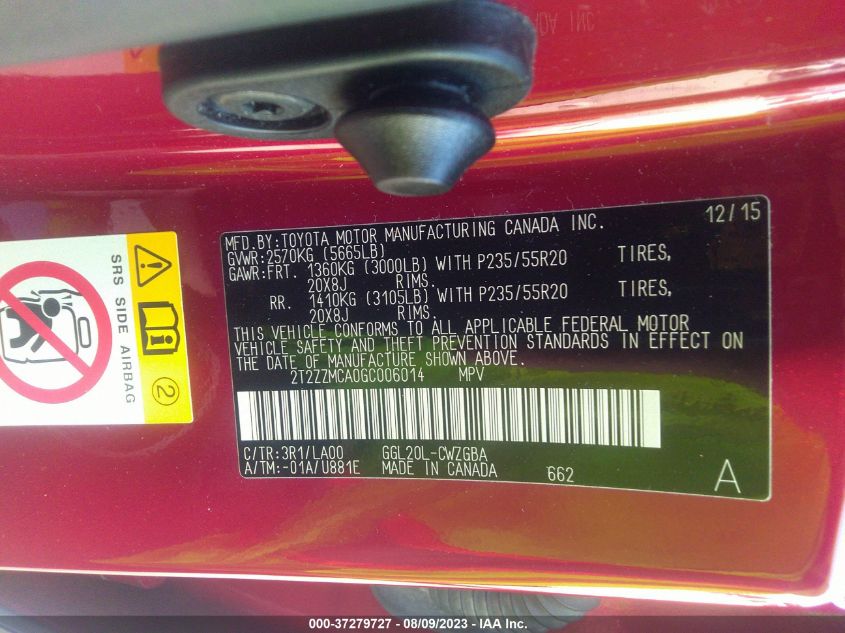 CANADA INC
MFD.BY:TOYOTA MOTOR MANUFACTURING CANADA INC. 12/15
GVWR:2570KG (5665LB)
GAWR:FRT. 1360KG (3000LB) WITH P235/55R20 TIRES,
20X8J RIMS.
RR. 1410KG (3105LB) WITH P235/55R20 TIRES,
20X8J RIMS.
THIS VEHICLE CONFORMS TO ALL APPLICABLE FEDERAL MOTOR
VEHICLE SAFETY AND THEFT PREVENTION STANDARDS IN EFFECT ON
THE DATE OF MANUFACTURE SHOWN ABOVE.
2T2ZZMCA0GC006014 MPV
C/TR:3R1/LA00 GGL20L-CWZGBA
A/TM:-01A/U881E MADE IN CANADA 662 A
SRS SIDE AIRBAG
2
000-37279727 - 08/09/2023 - IAA Inc.